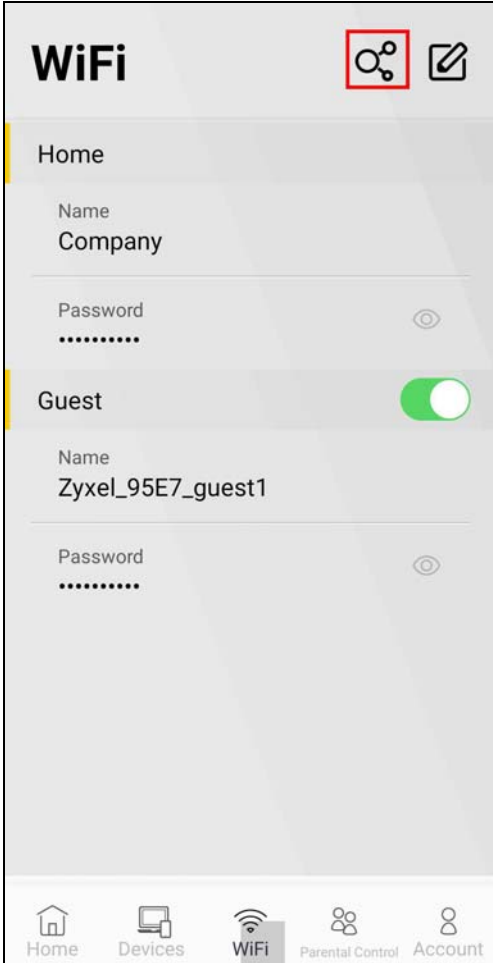 WiFi
Home
Name
Company
Password
••••••••••
Guest
Name
Zyxel_95E7_guest1
Password
••••••••••
Home Devices WiFi Parental Control Account